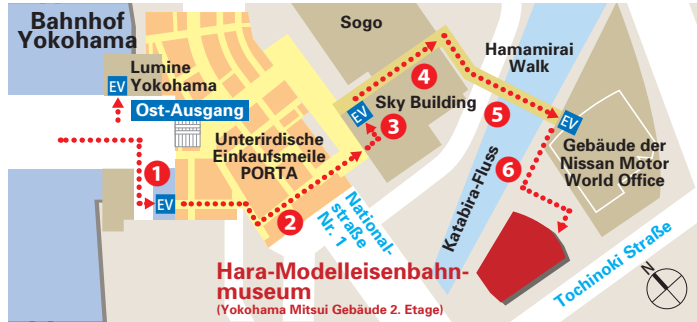 Bahnhof
Yokohama
Sogo
Hamamirai
Walk
Lumine
Yokohama
EV
Ost-Ausgang
4
Sky Building
EV
3
5
EV
Unterirdische
Einkaufsmeile
PORTA
Gebäude der
Nissan Motor
World Office
1
EV
2
6
National-
straße
Nr. 1
Katabira-Fluss
Tochinoki Straße
N
Hara-Modelleisenbahn-
museum
(Yokohama Mitsui Gebäude 2. Etage)